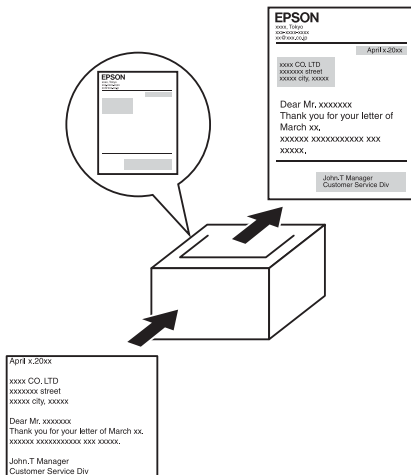 EPSON
xxxx, Tokyo
xxx-xxxx-xxxx
xx@xxx.co.jp
April x.20xx
xxxx CO. LTD
xxxxxxx street
xxxxx city, xxxxx
Dear Mr. xxxxxxx
Thank you for your letter of
March xx.
xxxxxx xxxxxxxxxxx xxx
xxxxx.
John.T Manager
Customer Service Div
EPSON
April x.20xx
xxxx CO. LTD
xxxxxxx street
xxxxx city, xxxxx
Dear Mr. xxxxxxx
Thank you for your letter of March xx.
xxxxxx xxxxxxxxxxx xxx xxxxx.
John.T Manager
Customer Service Div